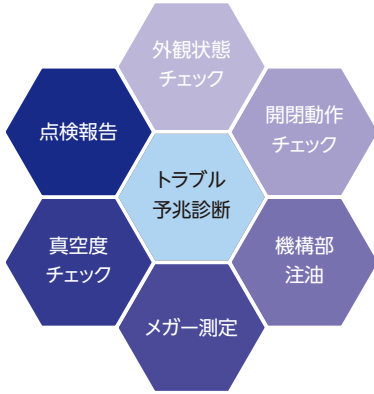 外観状態
チェック
開閉動作
チェック
機構部
注油
メガー測定
真空度
チェック
点検報告
トラブル
予兆診断